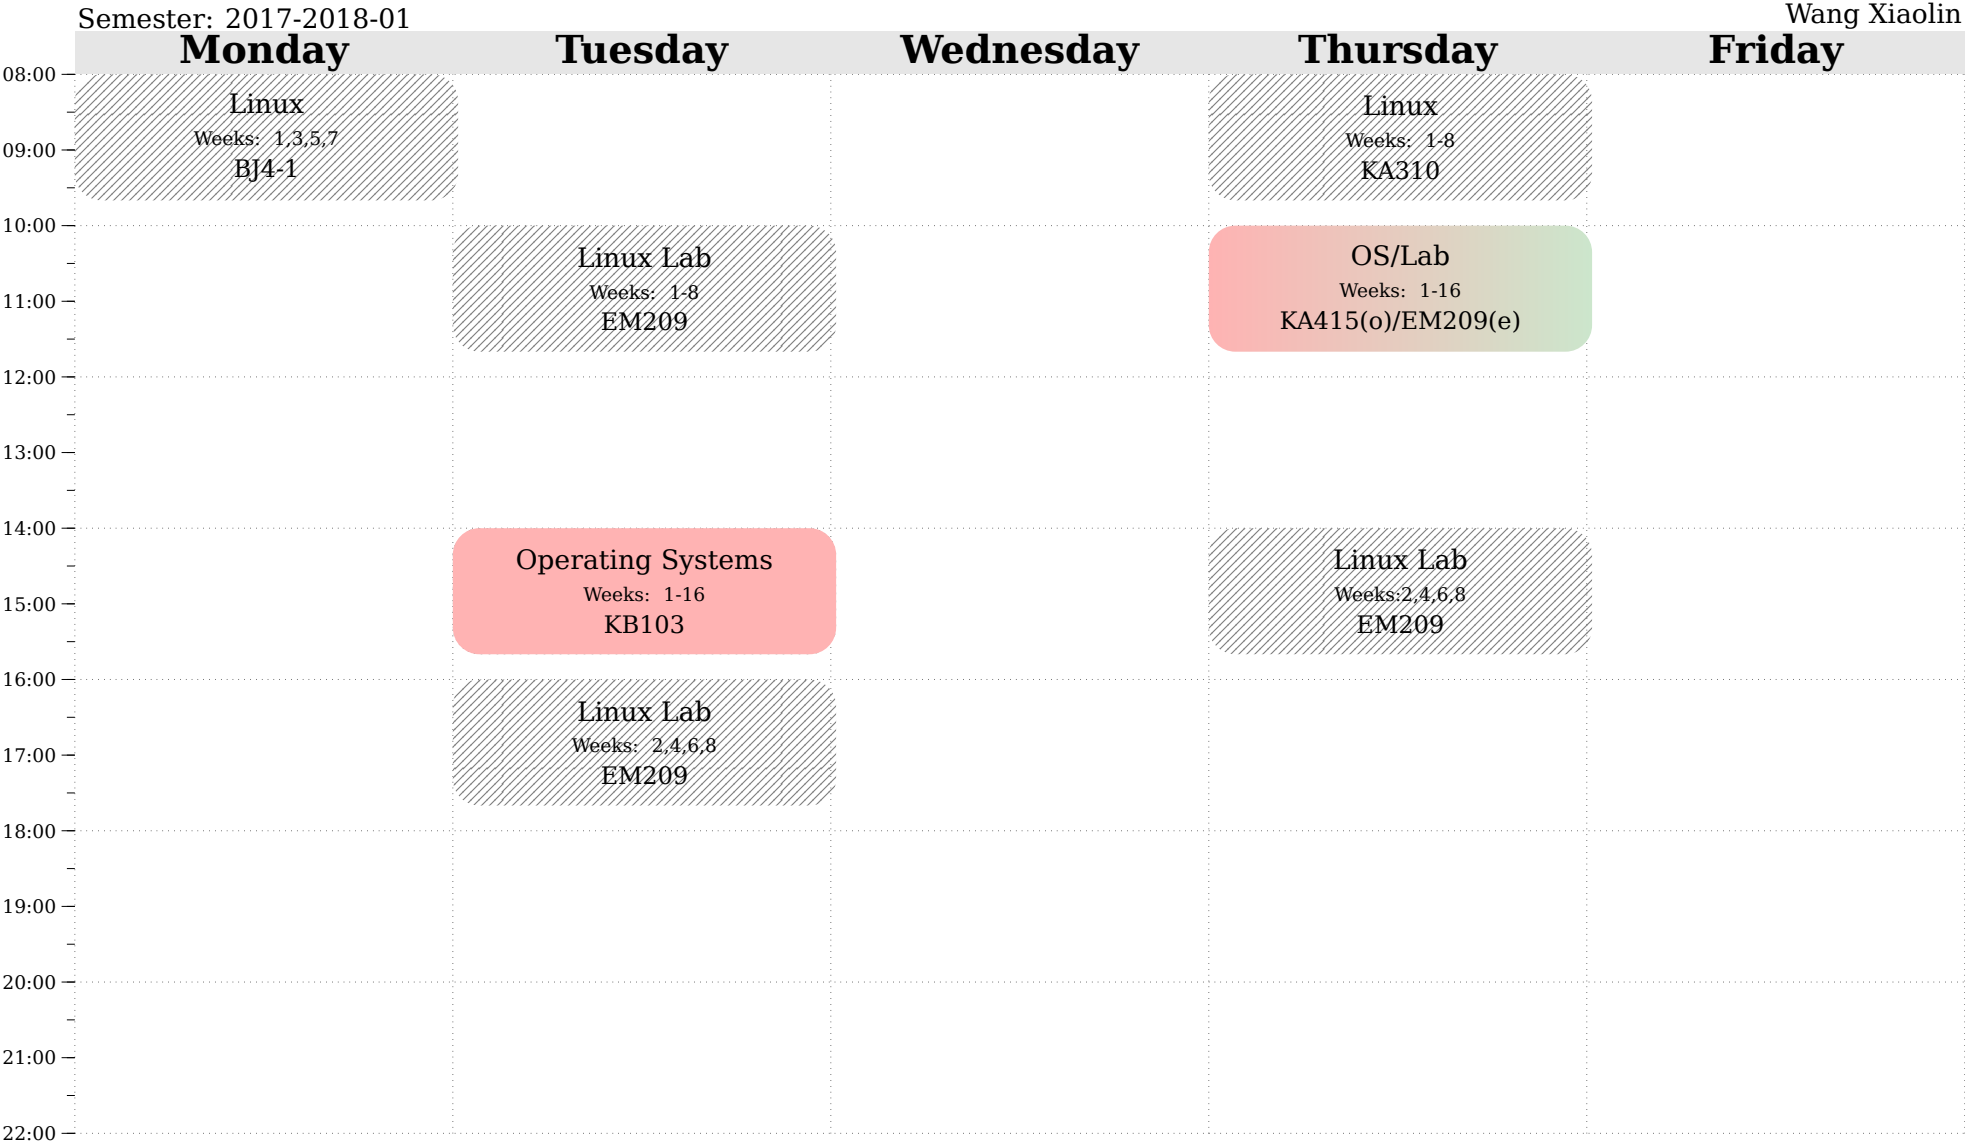 Semester: 2017-2018-01
Wang Xiaolin
Monday Tuesday Wednesday Thursday Friday
08:00
Linux
Weeks: 1,3,5,7
BJ4-1
Linux
Weeks: 1-8
KA310
09:00
10:00
Linux Lab
Weeks: 1-8
EM209
OS/Lab
Weeks: 1-16
KA415(o)/EM209(e)
11:00
12:00
13:00
14:00
Operating Systems
Weeks: 1-16
KB103
Linux Lab
Weeks:2,4,6,8
EM209
15:00
16:00
Linux Lab
Weeks: 2,4,6,8
EM209
17:00
18:00
19:00
20:00
21:00
22:00